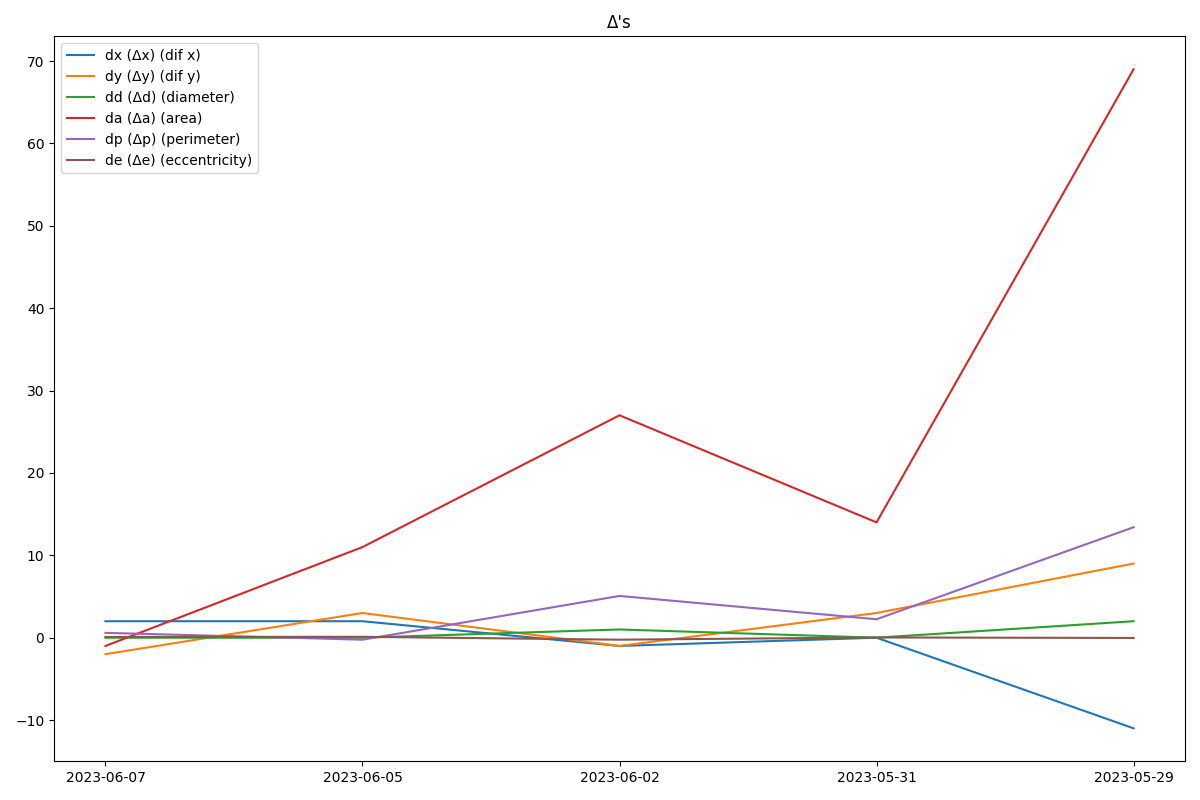 Δ's
dx (Δx) (dif x)
dy (Δy) (dif y)
dd (Δd) (diameter)
da (Δa) (area)
dp (Δp) (perimeter)
de (Δe) (eccentricity)
70
60
50
40
30
20
10
0
−10
2023-06-07 2023-06-05 2023-06-02 2023-05-31 2023-05-29